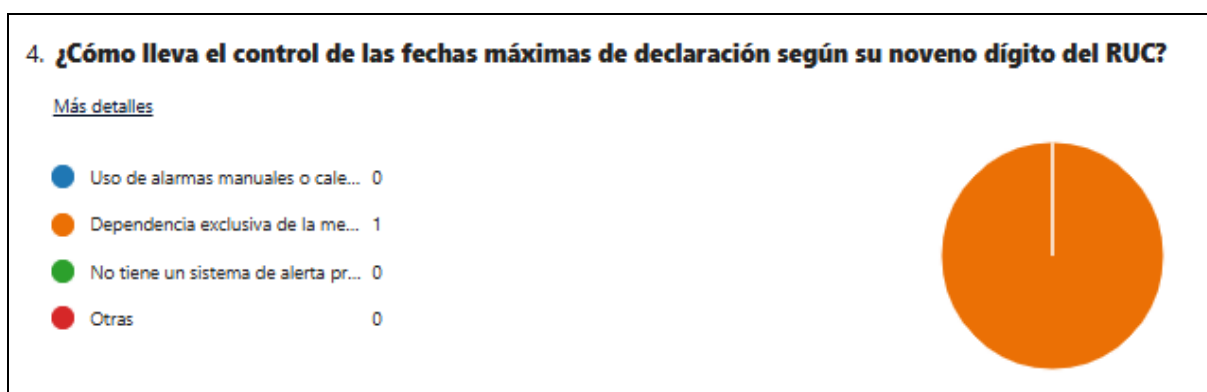 4. ¿Cómo lleva el control de las fechas máximas de declaración según su noveno dígito del RUC?
Más detalles
Uso de alarmas manuales o cale... 0
Dependencia exclusiva de la me... 1
No tiene un sistema de alerta pr... 0
Otras 0